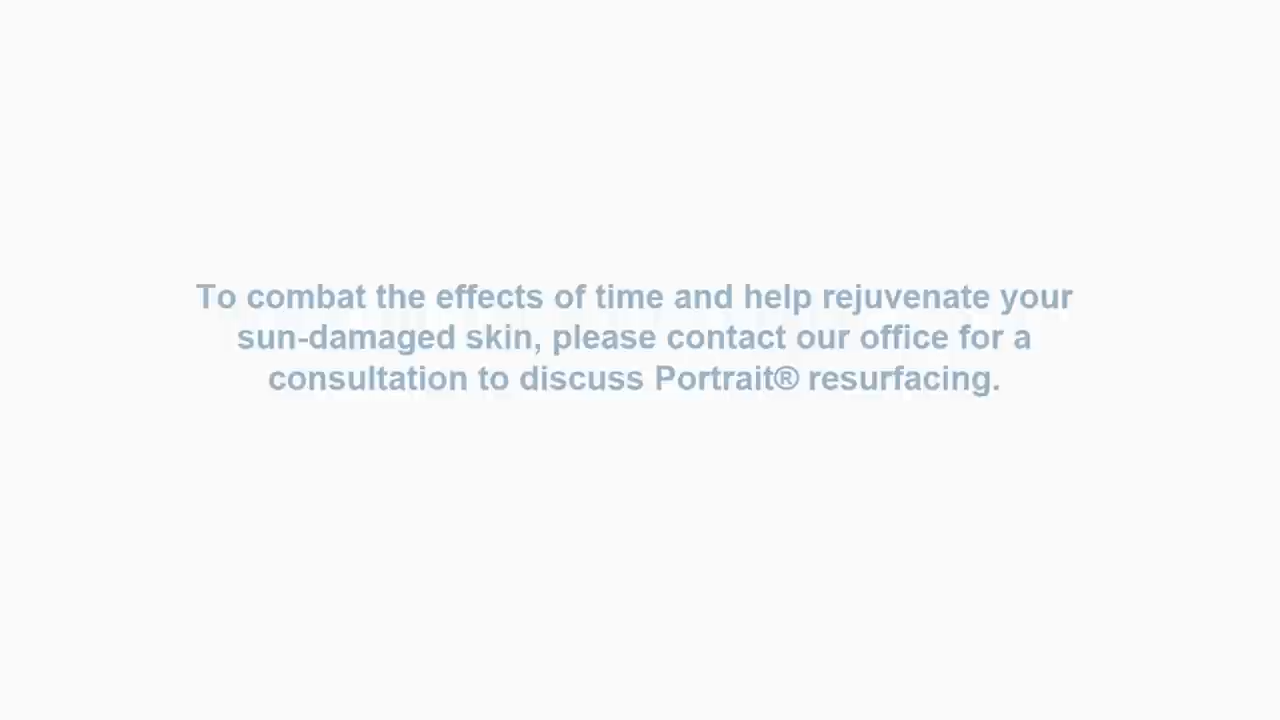 To combat the effects of time and help rejuvenate your
sun-damaged skin, please contact our office for a
consultation to discuss Portrait® resurfacing.